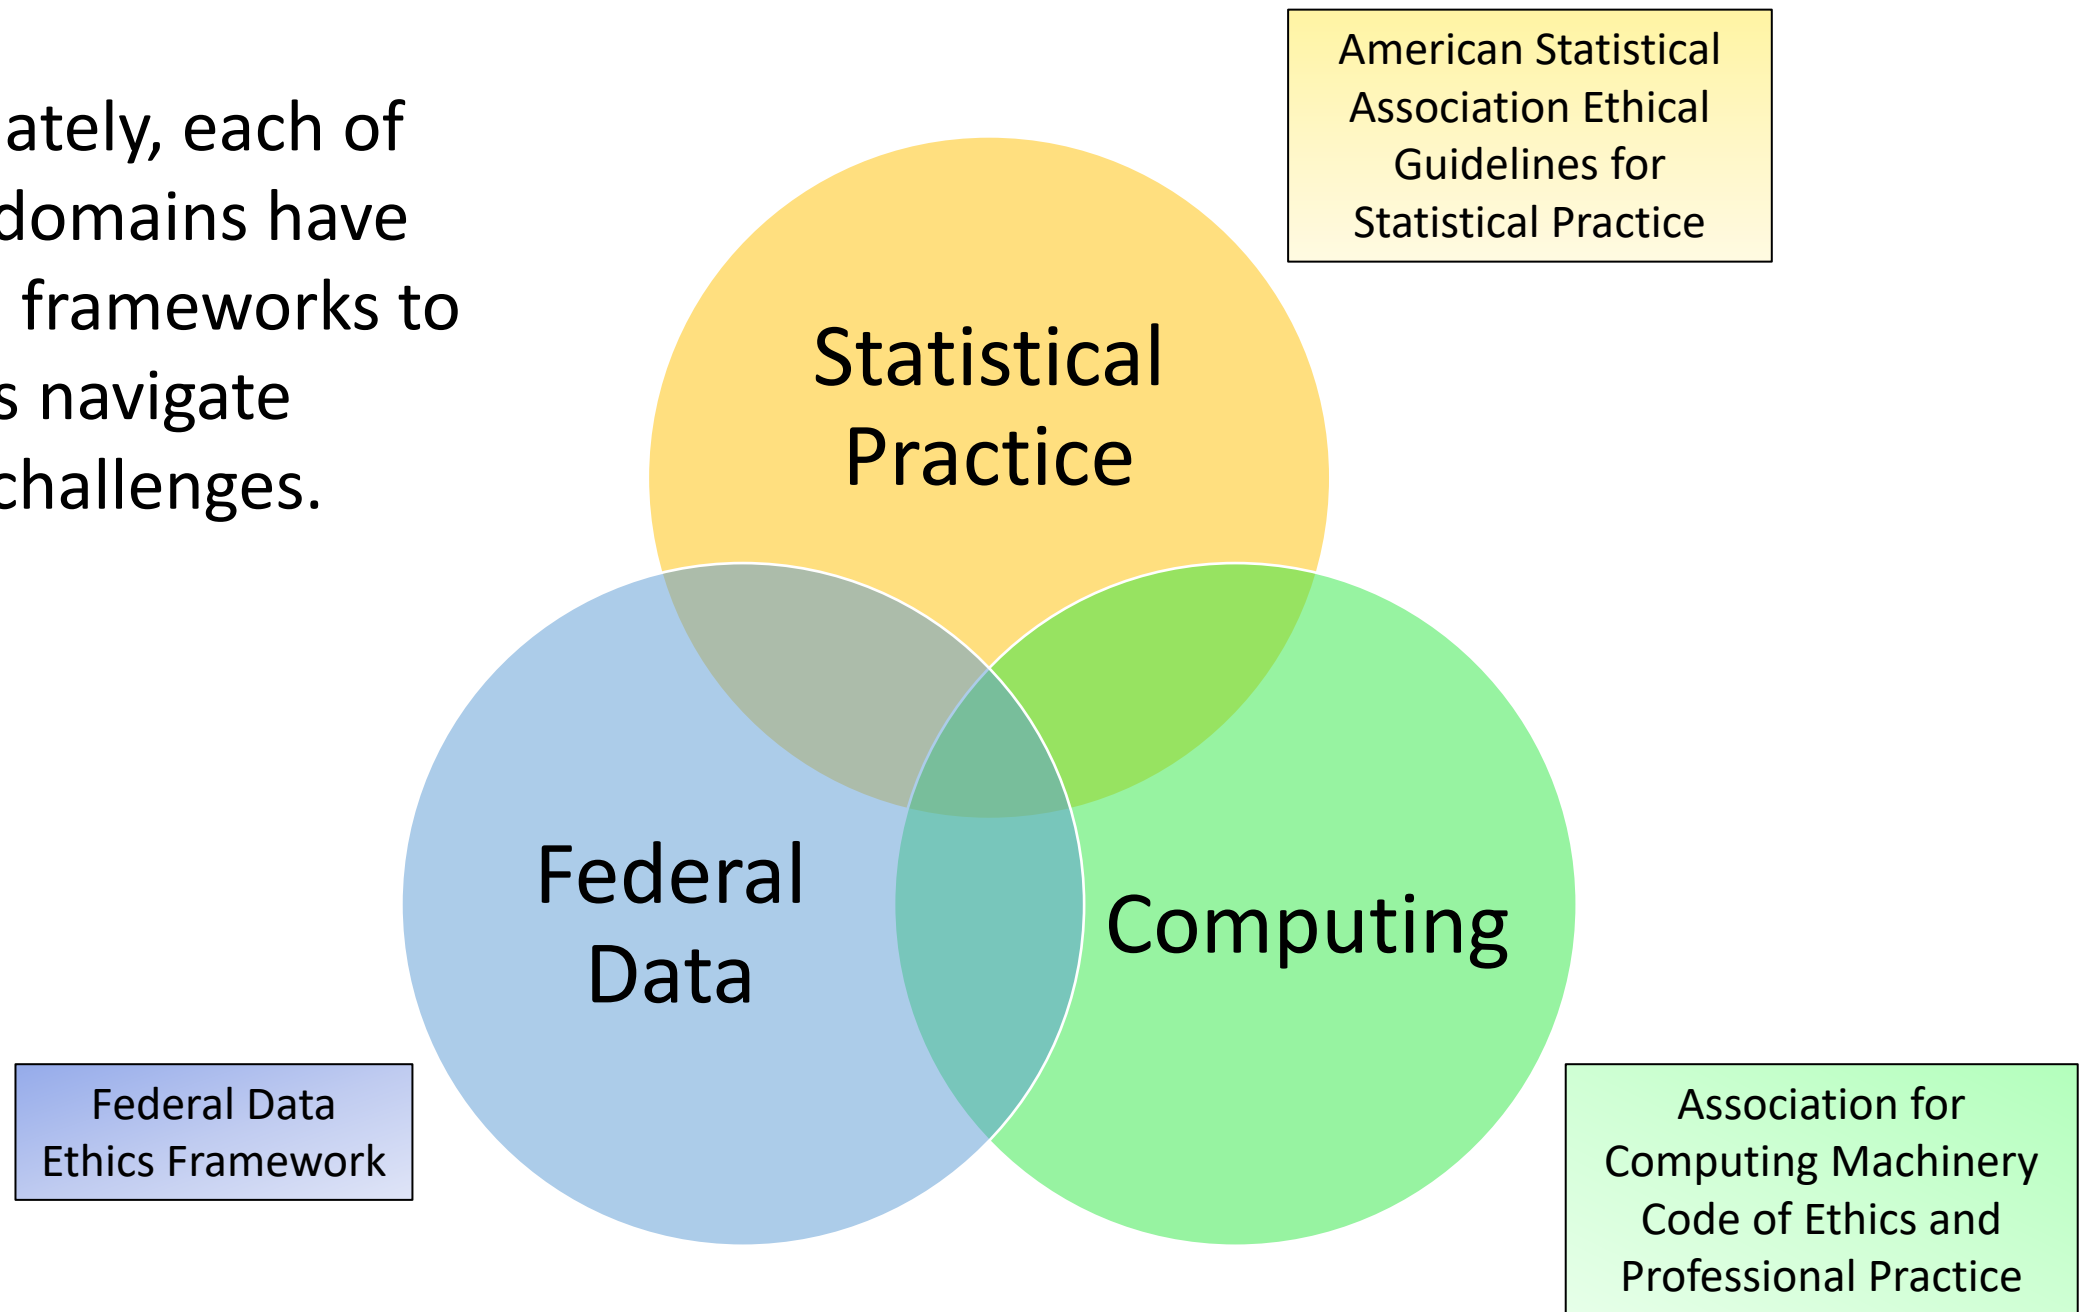 ately, each of
domains have
frameworks to
s navigate
challenges.
American Statistical
Association Ethical
Guidelines for
Statistical Practice
Statistical
Practice
Federal
Data
Computing
Federal Data
Ethics Framework
Association for
Computing Machinery
Code of Ethics and
Professional Practice